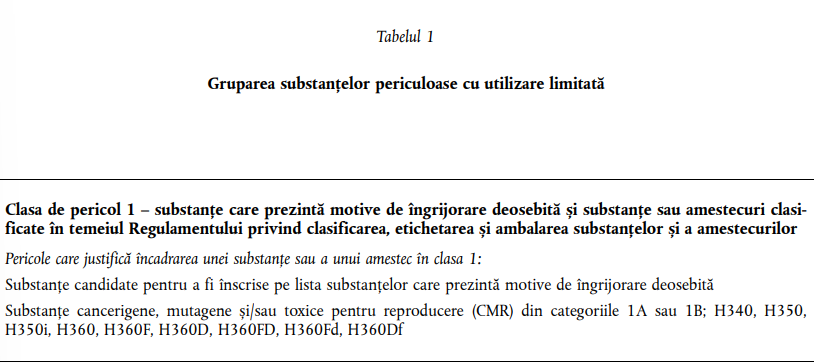 Tabelul 1
Gruparea substanțelor periculoase cu utilizare limitată
Clasa de pericol 1 – substanțe care prezintă motive de îngrijorare deosebită și substanțe sau amestecuri clasi-
ficate în temeiul Regulamentului privind clasificarea, etichetarea și ambalarea substanțelor și a amestecurilor
Pericole care justifică încadrarea unei substanțe sau a unui amestec în clasa 1:
Substanțe candidate pentru a fi înscrise pe lista substanțelor care prezintă motive de îngrijorare deosebită
Substanțe cancerigene, mutagene și/sau toxice pentru reproducere (CMR) din categoriile 1A sau 1B; H340, H350,
H350i, H360, H360F, H360D, H360FD, H360Fd, H360Df